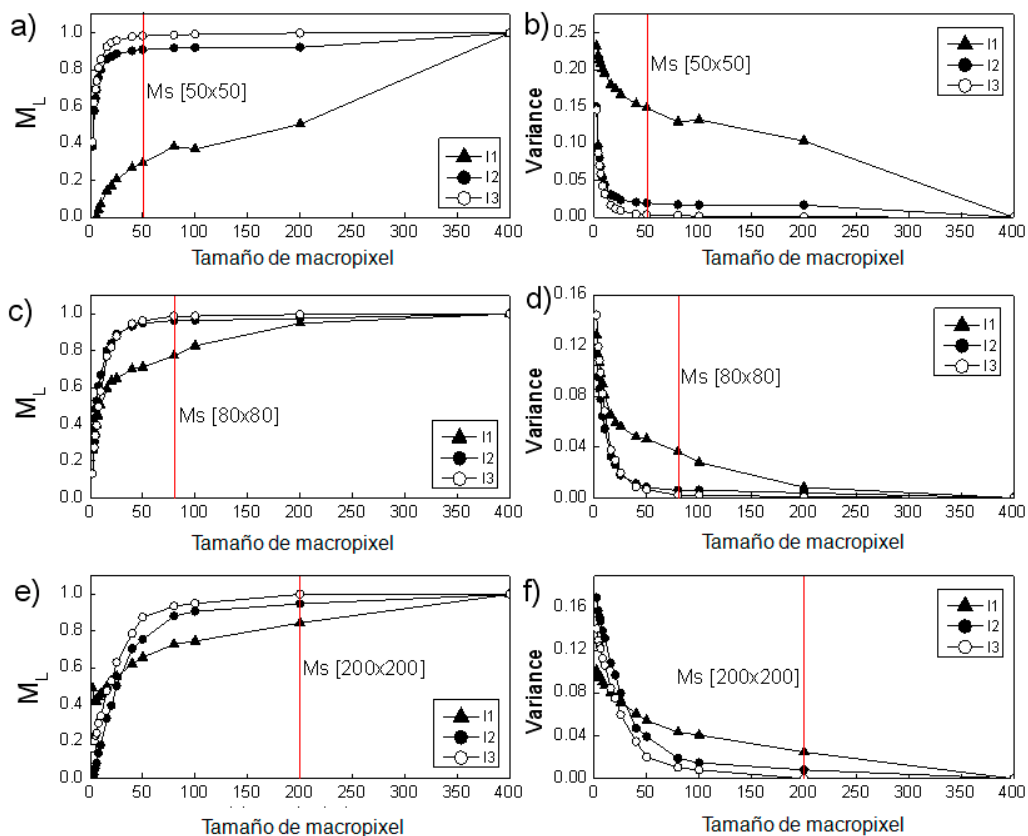 a)
1.0
0.8
0.6
0.4
0.2
0.0
M_L
Ms [50x50]
I1
I2
I3
0 50 100 150 200 250 300 350 400
Tamaño de macropixel
b)
0.25
0.20
0.15
0.10
0.05
0.00
Variance
Ms [50x50]
I1
I2
I3
0 50 100 150 200 250 300 350 400
Tamaño de macropixel
c)
1.0
0.8
0.6
0.4
0.2
0.0
M_L
Ms [80x80]
I1
I2
I3
0 50 100 150 200 250 300 350 400
Tamaño de macropixel
d)
0.16
0.12
0.08
0.04
0.00
Variance
Ms [80x80]
I1
I2
I3
0 50 100 150 200 250 300 350 400
Tamaño de macropixel
e)
1.0
0.8
0.6
0.4
0.2
0.0
M_L
Ms [200x200]
I1
I2
I3
0 50 100 150 200 250 300 350 400
Tamaño de macropixel
f)
0.16
0.12
0.08
0.04
0.00
Variance
Ms [200x200]
I1
I2
I3
0 50 100 150 200 250 300 350 400
Tamaño de macropixel